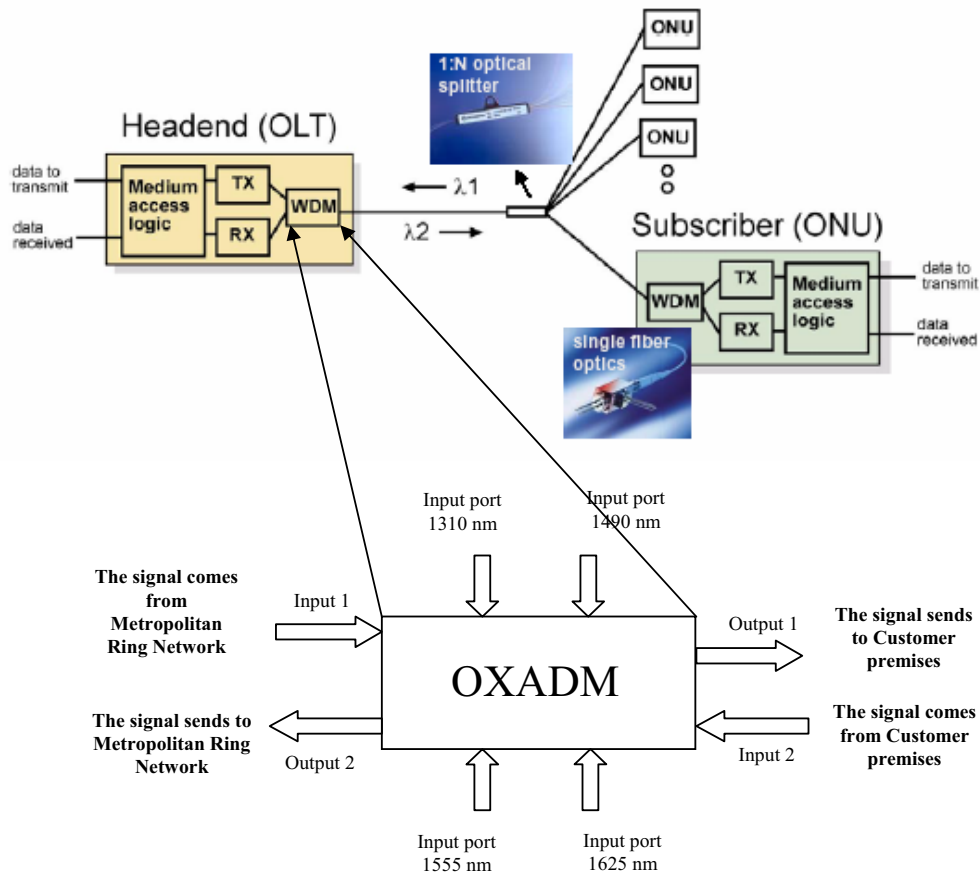 ONU
1:N optical
splitter
ONU
Headend (OLT)
ONU
data to
transmit
Medium
access
logic
TX
WDM
λ1
data
received
RX
λ2
Subscriber (ONU)
WDM
TX
Medium
access
logic
data to
transmit
RX
data
received
single fiber
optics
Input port
1310 nm
Input port
1490 nm
The signal comes
from
Metropolitan
Ring Network
Input 1
Output 1
The signal sends
to Customer
premises
OXADM
The signal sends to
Metropolitan Ring
Network
Output 2
Input 2
The signal comes
from Customer
premises
Input port
1555 nm
Input port
1625 nm